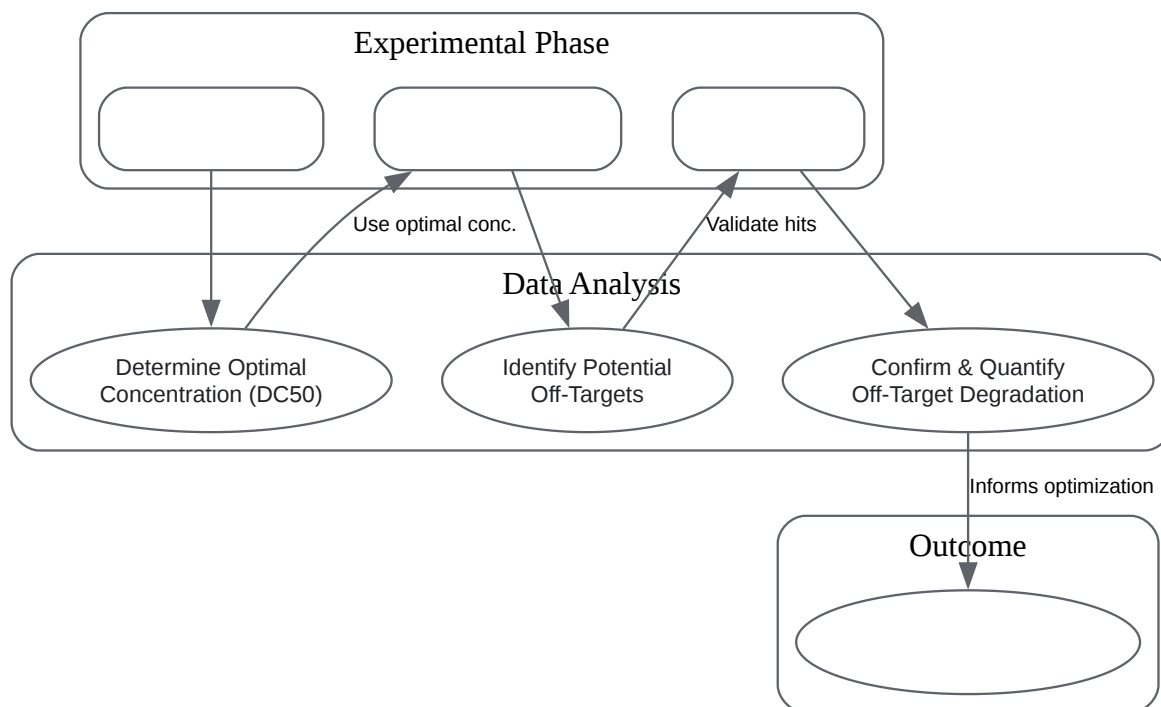 Experimental Phase
Use optimal conc.
Validate hits
Data Analysis
Determine Optimal
Concentration (DC50)
Identify Potential
Off-Targets
Confirm & Quantify
Off-Target Degradation
Informs optimization
Outcome